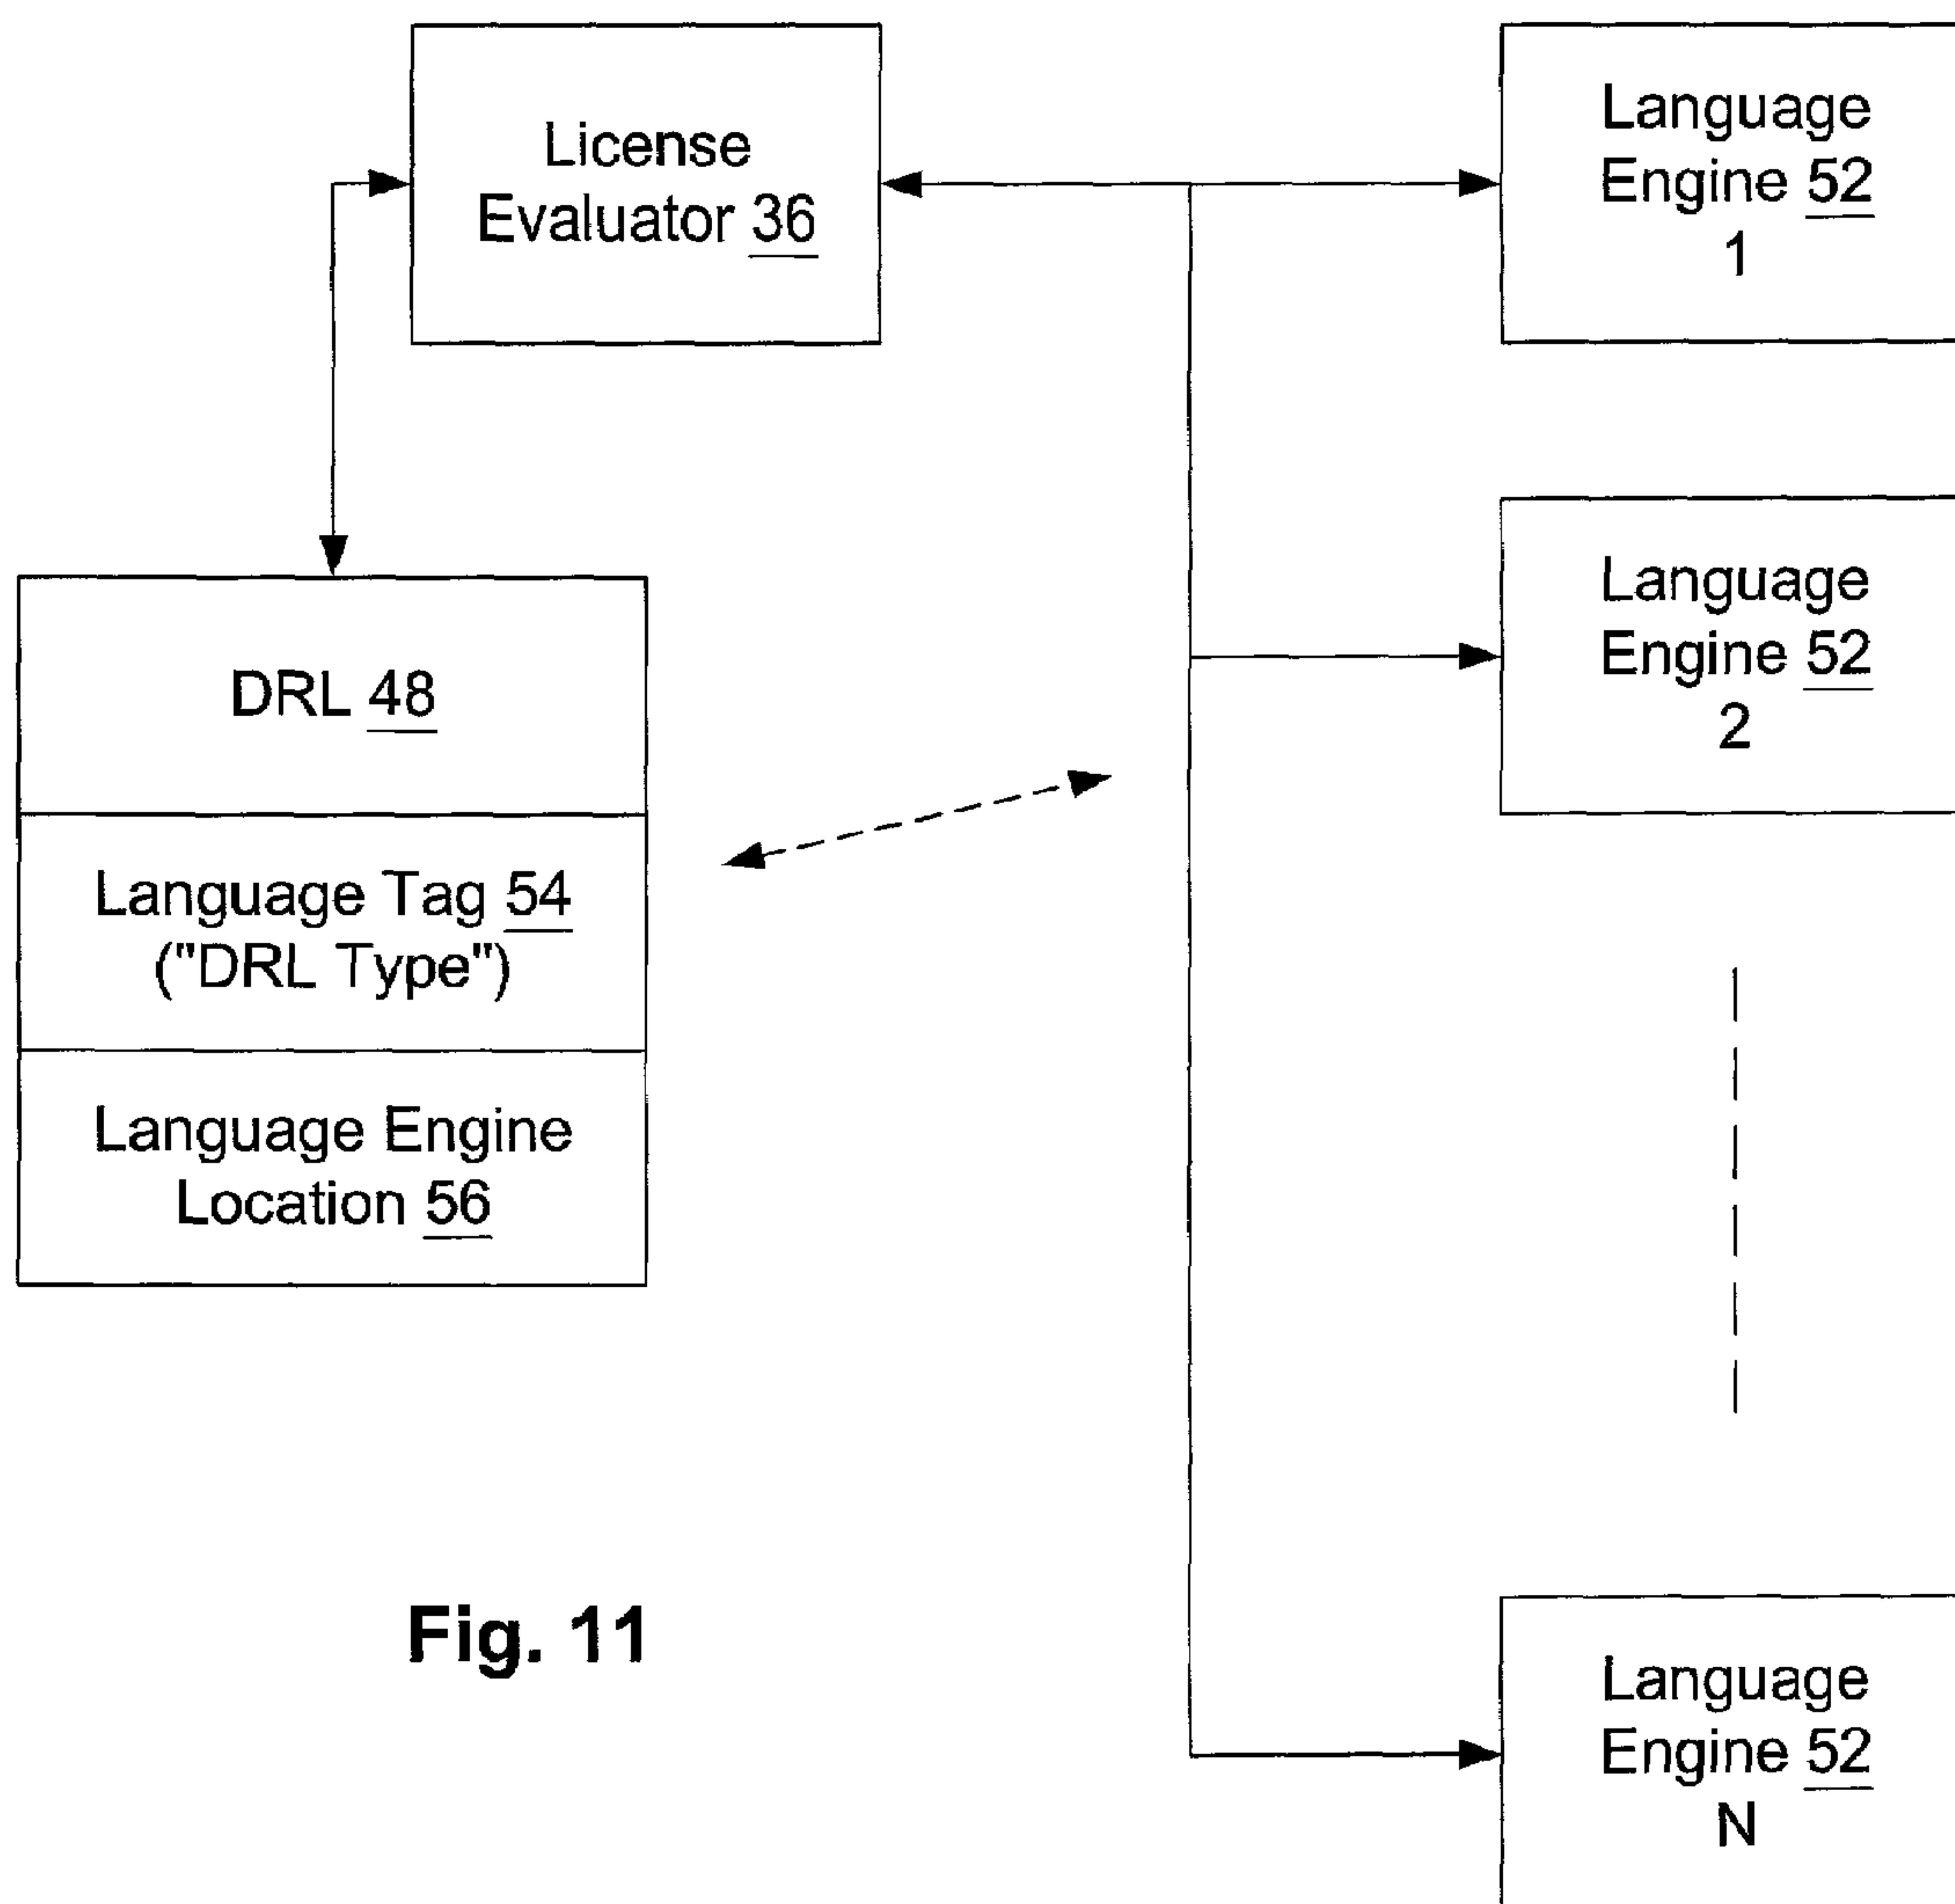 License
Evaluator 36
Language
Engine 52
1
Language
Engine 52
2
DRL 48
Language Tag 54
("DRL Type")
Language Engine
Location 56
Fig. 11
Language
Engine 52
N